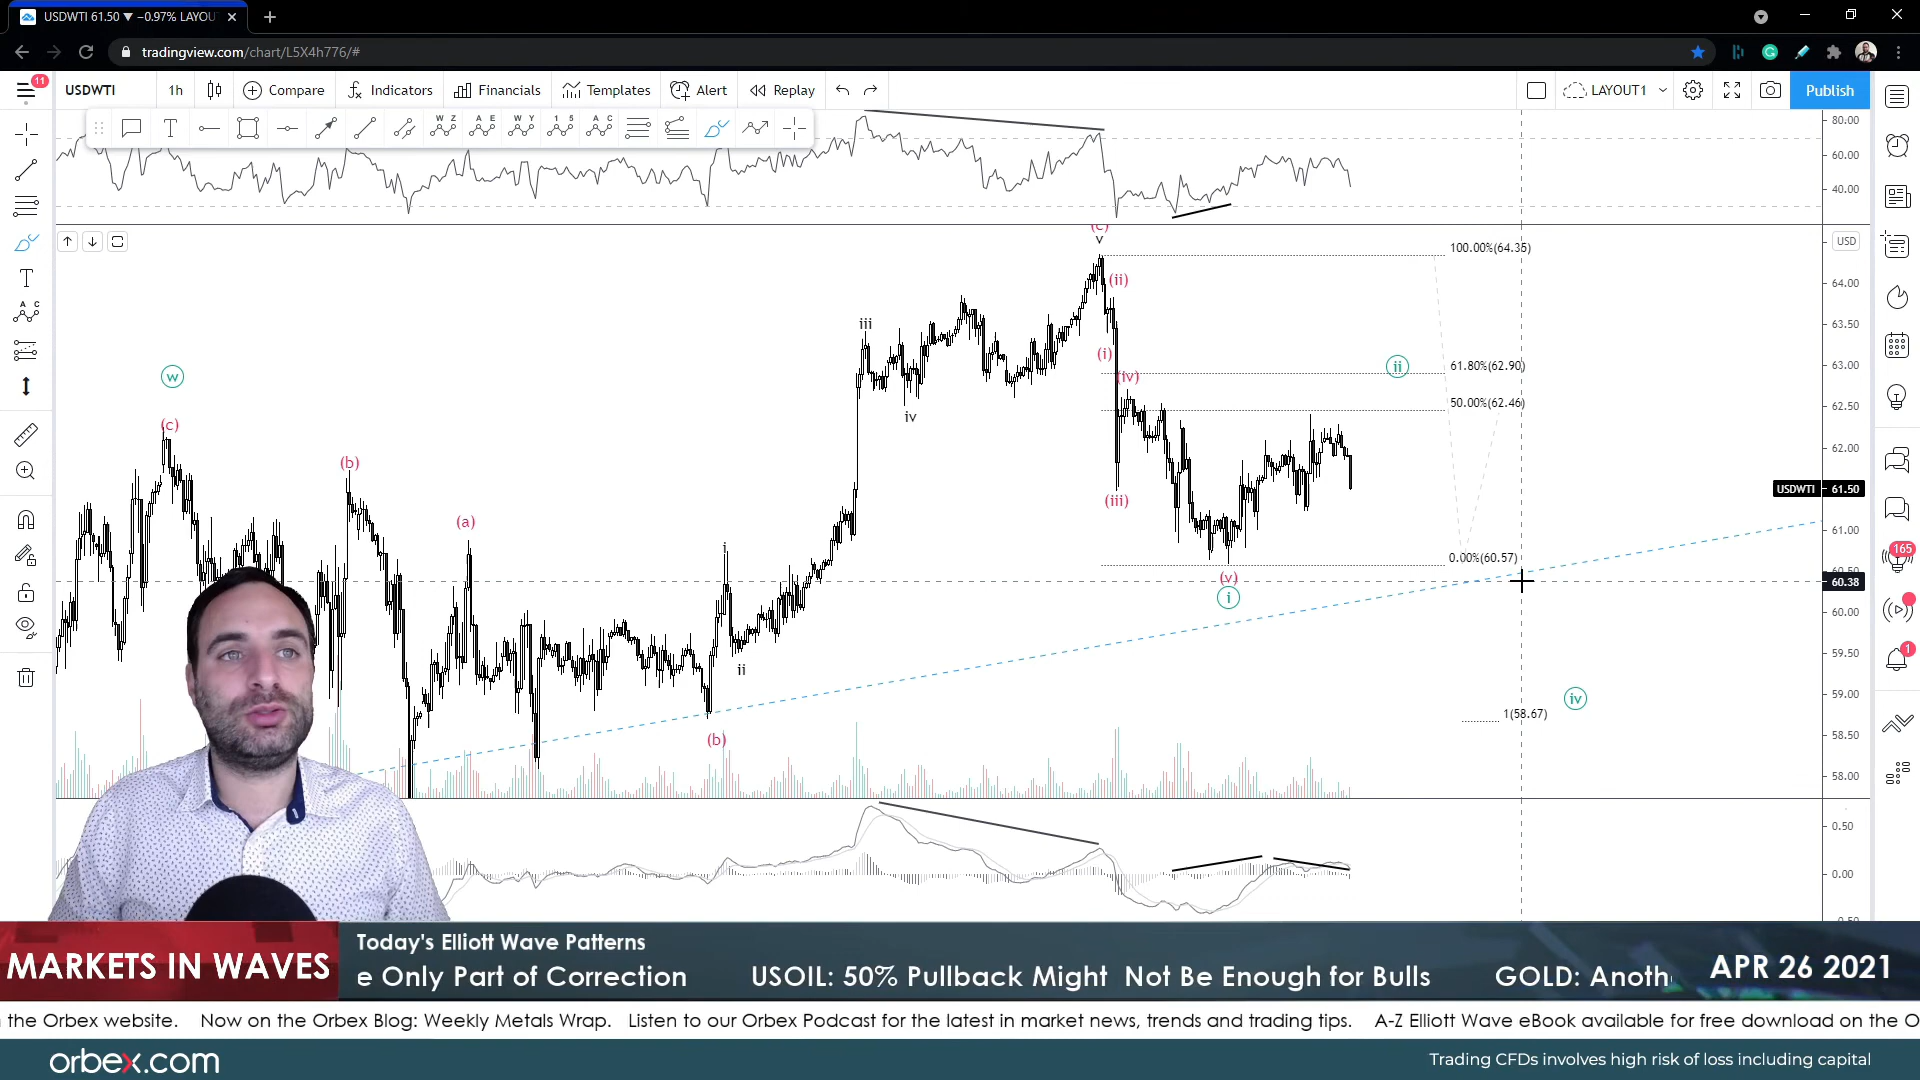 USDWTI 61.50 ▼ −0.97% LAYOU
tradingview.com/chart/L5X4h776/#
11
USDWTI 1h Compare Indicators Financials Templates Alert Replay LAYOUT1 Publish
W Z A E W Y 1 5 A C
80.00
60.00
40.00
USD
(c)
v
100.00%(64.35)
(ii)
64.00
iii
63.50
(i)
61.80%(62.90)
ii
63.00
w
(iv)
50.00%(62.46)
62.50
iv
(c)
62.00
(b)
USDWTI 61.50
(iii)
(a)
61.00
i
165
0.00%(60.57)
60.50
(v)
60.38
i
60.00
59.50
1
ii
59.00
iv
1(58.67)
(b)
58.50
58.00
0.50
0.00
-0.50
MARKETS IN WAVES
Today's Elliott Wave Patterns
e Only Part of Correction USOIL: 50% Pullback Might Not Be Enough for Bulls GOLD: Anoth
APR 26 2021
the Orbex website. Now on the Orbex Blog: Weekly Metals Wrap. Listen to our Orbex Podcast for the latest in market news, trends and trading tips. A-Z Elliott Wave eBook available for free download on the O
orbex.com
Trading CFDs involves high risk of loss including capital